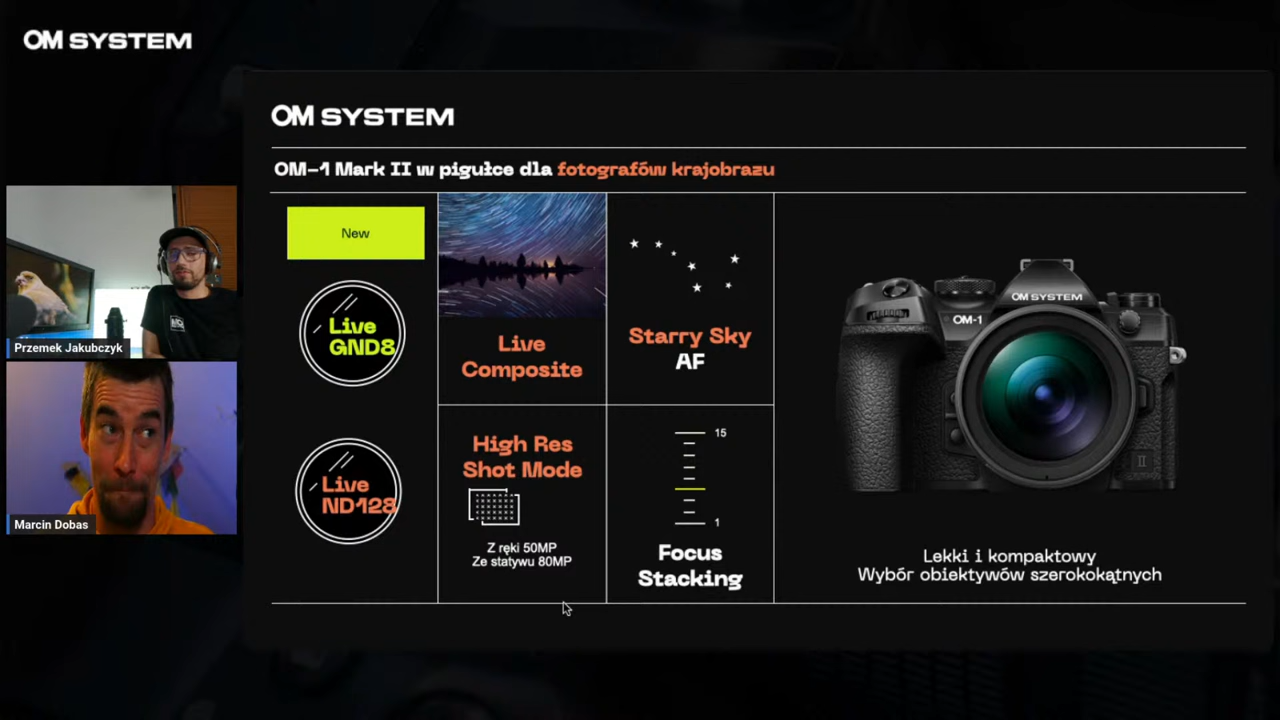 OM SYSTEM
OM SYSTEM
OM-1 Mark II w pigułce dla fotografów krajobrazu
New
Live
GND8
Live
ND128
Live
Composite
Starry Sky
AF
High Res
Shot Mode
Z ręki 50MP
Ze statywu 80MP
15
1
Focus
Stacking
OM SYSTEM
OM-1
II
Lekki i kompaktowy
Wybór obiektywów szerokokątnych
Przemek Jakubczyk
Marcin Dobas